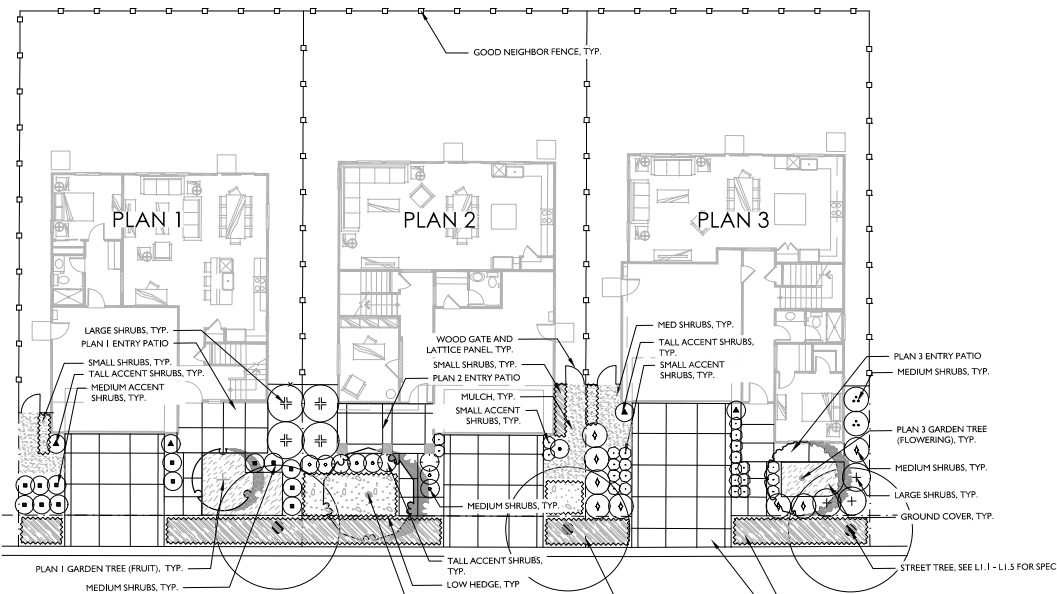 GOOD NEIGHBOR FENCE, TYP.
PLAN 1
PLAN 2
PLAN 3
LARGE SHRUBS, TYP.
PLAN 1 ENTRY PATIO
SMALL SHRUBS, TYP.
TALL ACCENT SHRUBS, TYP.
MEDIUM ACCENT
SHRUBS, TYP.
WOOD GATE AND
LATTICE PANEL, TYP.
SMALL SHRUBS, TYP.
PLAN 2 ENTRY PATIO
MULCH, TYP.
SMALL ACCENT
SHRUBS, TYP.
MED SHRUBS, TYP.
TALL ACCENT SHRUBS,
TYP.
SMALL ACCENT
SHRUBS, TYP.
PLAN 3 ENTRY PATIO
MEDIUM SHRUBS, TYP.
PLAN 3 GARDEN TREE
(FLOWERING), TYP.
MEDIUM SHRUBS, TYP.
LARGE SHRUBS, TYP.
GROUND COVER, TYP.
MEDIUM SHRUBS, TYP.
PLAN 1 GARDEN TREE (FRUIT), TYP.
MEDIUM SHRUBS, TYP.
TALL ACCENT SHRUBS,
TYP.
LOW HEDGE, TYP
STREET TREE, SEE L1.1 - L1.5 FOR SPEC